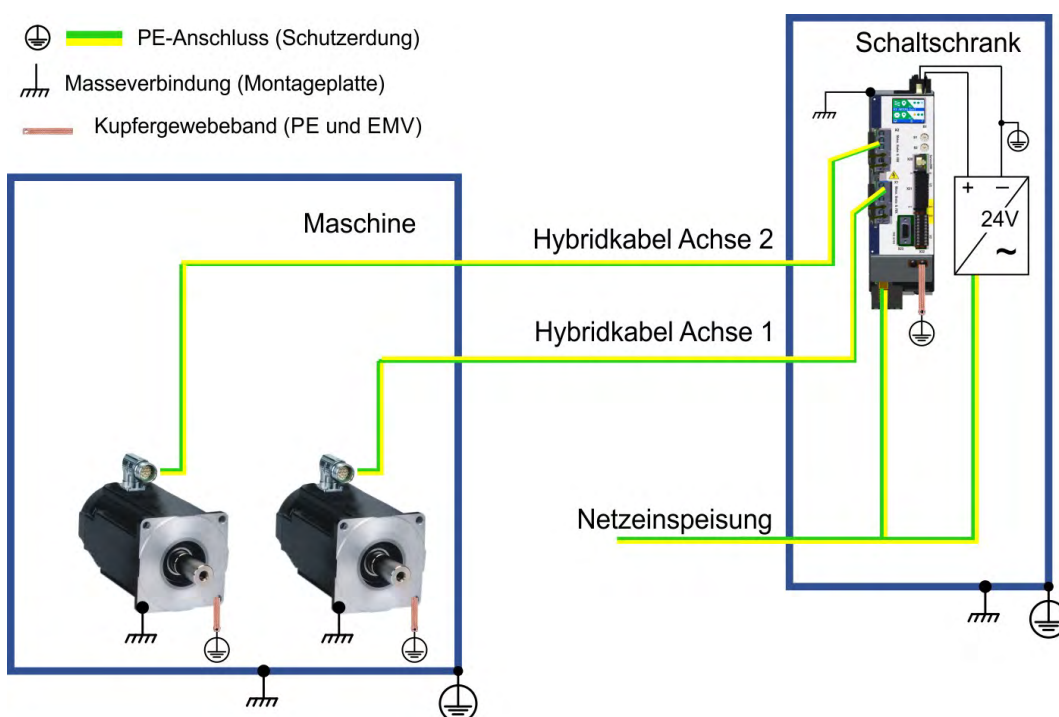 PE-Anschluss (Schutzerdung)
Masseverbindung (Montageplatte)
Kupfergewebeband (PE und EMV)
Schaltschrank
Maschine
Hybridkabel Achse 2
+ −
24V
~
Hybridkabel Achse 1
Netzeinspeisung